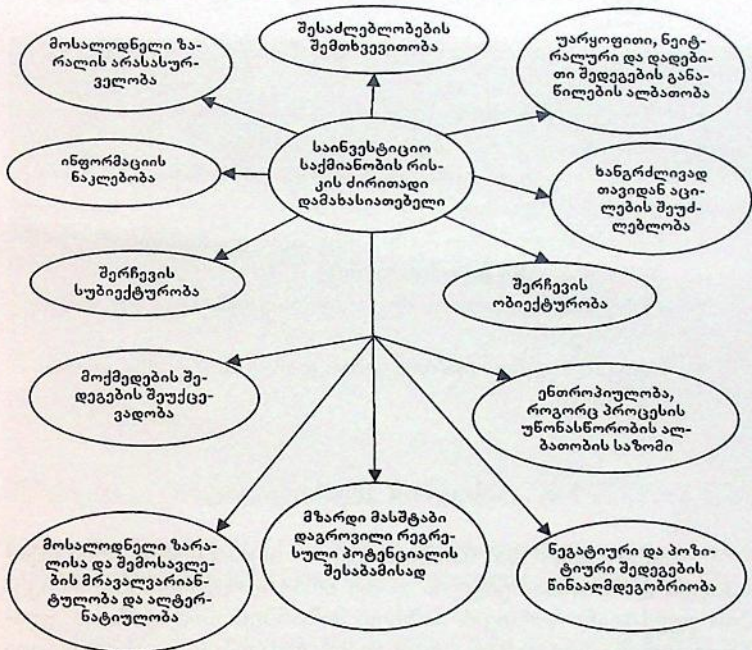 მოსალოდნელი ზა-
რალის არასასურ-
ველობა
შესაძლებლობების
შემთხვევითობა
უარყოფითი, ნეიტ-
რალური და დადები-
თი შედეგების განა-
წილების ალბათობა
საინვესტიციო
საქმიანობის რის-
კის ძირითადი
დამახასიათებელი
ინფორმაციის
ნაკლებობა
ხანგრძლივად
თავიდან აცი-
ლების შეუძ-
ლებლობა
შერჩევის
სუბიექტურობა
შერჩევის
ობიექტურობა
მოქმედების შე-
დეგების შეუქცე-
ვადობა
ენთროპიულობა,
როგორც პროცესის
უწონასწორობის ალ-
ბათობის საზომი
მოსალოდნელი ზარა-
ლისა და შემოსავლე-
ბის მრავალვარიან-
ტულობა და ალტერ-
ნატიულობა
მზარდი მასშტაბი
დაგროვილი რეგრე-
სული პოტენციალის
შესაბამისად
ნეგატიური და პოზი-
ტიური შედეგების
წინააღმდეგობრიობა